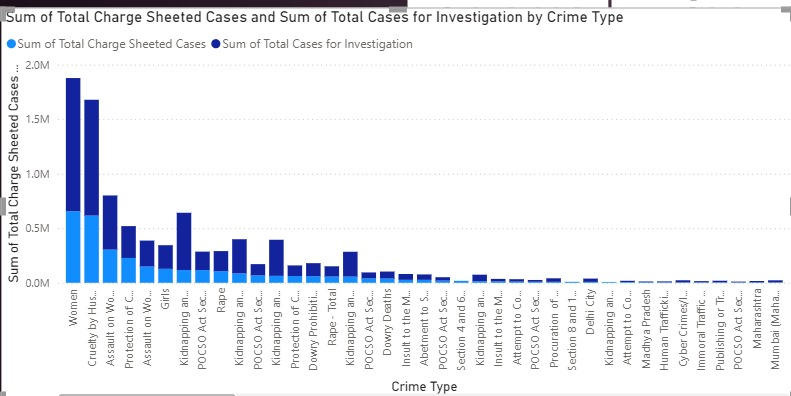 Sum of Total Charge Sheeted Cases and Sum of Total Cases for Investigation by Crime Type
Sum of Total Charge Sheeted Cases
Sum of Total Cases for Investigation
Sum of Total Charge Sheeted Cases ...
2.0M
1.5M
1.0M
0.5M
0.0M
Women
Cruelty by Hus...
Assault on Wo...
Protection of C...
Assault on Wo...
Girls
Kidnapping an...
POCSO Act Sec...
Rape
Kidnapping an...
POCSO Act Sec...
Kidnapping an...
Protection of C...
Dowry Prohibiti...
Rape - Total
Kidnapping an...
POCSO Act Sec...
Dowry Deaths
Insult to the M...
Abetment to S...
POCSO Act Sec...
Section 4 and 6...
Kidnapping an...
Insult to the M...
Attempt to Co...
POCSO Act Sec...
Procuration of ...
Section 8 and 1...
Delhi City
Kidnapping an...
Attempt to Co...
Madhya Pradesh
Human Trafficki...
Cyber Crimes/I...
Immoral Traffic ...
Publishing or Tr...
POCSO Act Sec...
Maharashtra
Mumbai (Maha...
Crime Type